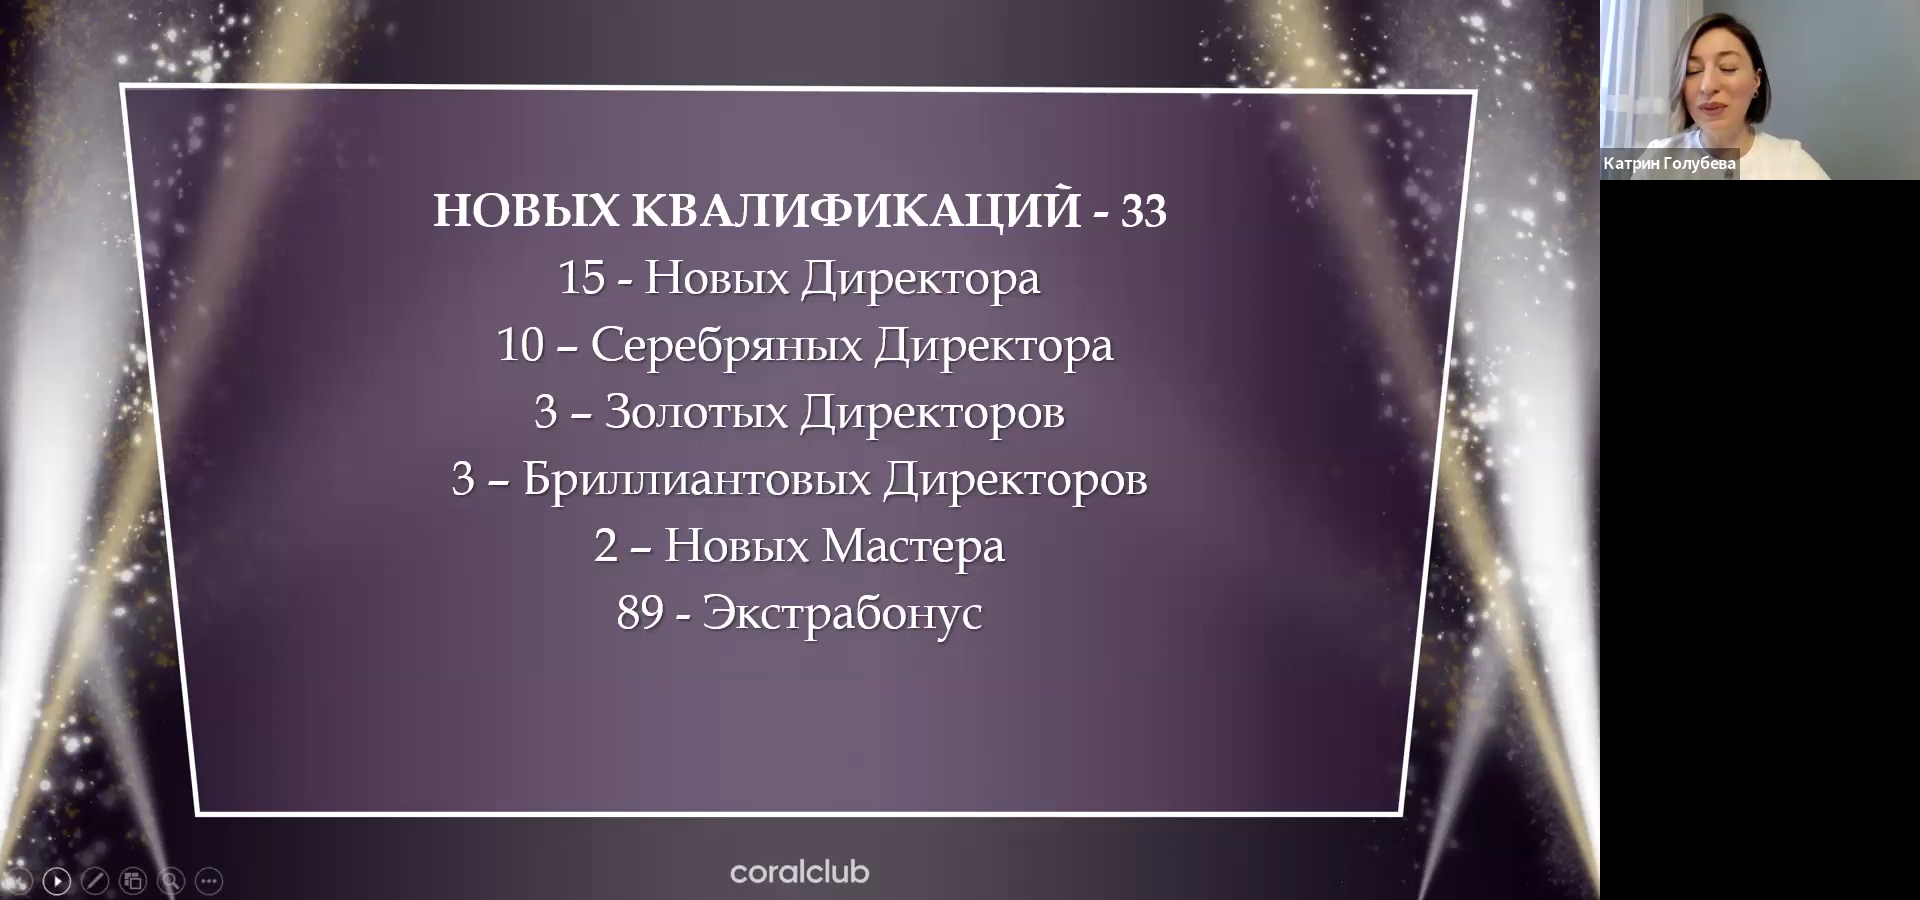 НОВЫХ КВАЛИФИКАЦИЙ - 33
15 - Новых Директора
10 – Серебряных Директора
3 – Золотых Директоров
3 – Бриллиантовых Директоров
2 – Новых Мастера
89 - Экстрабонус
coralclub
Катрин Голубева